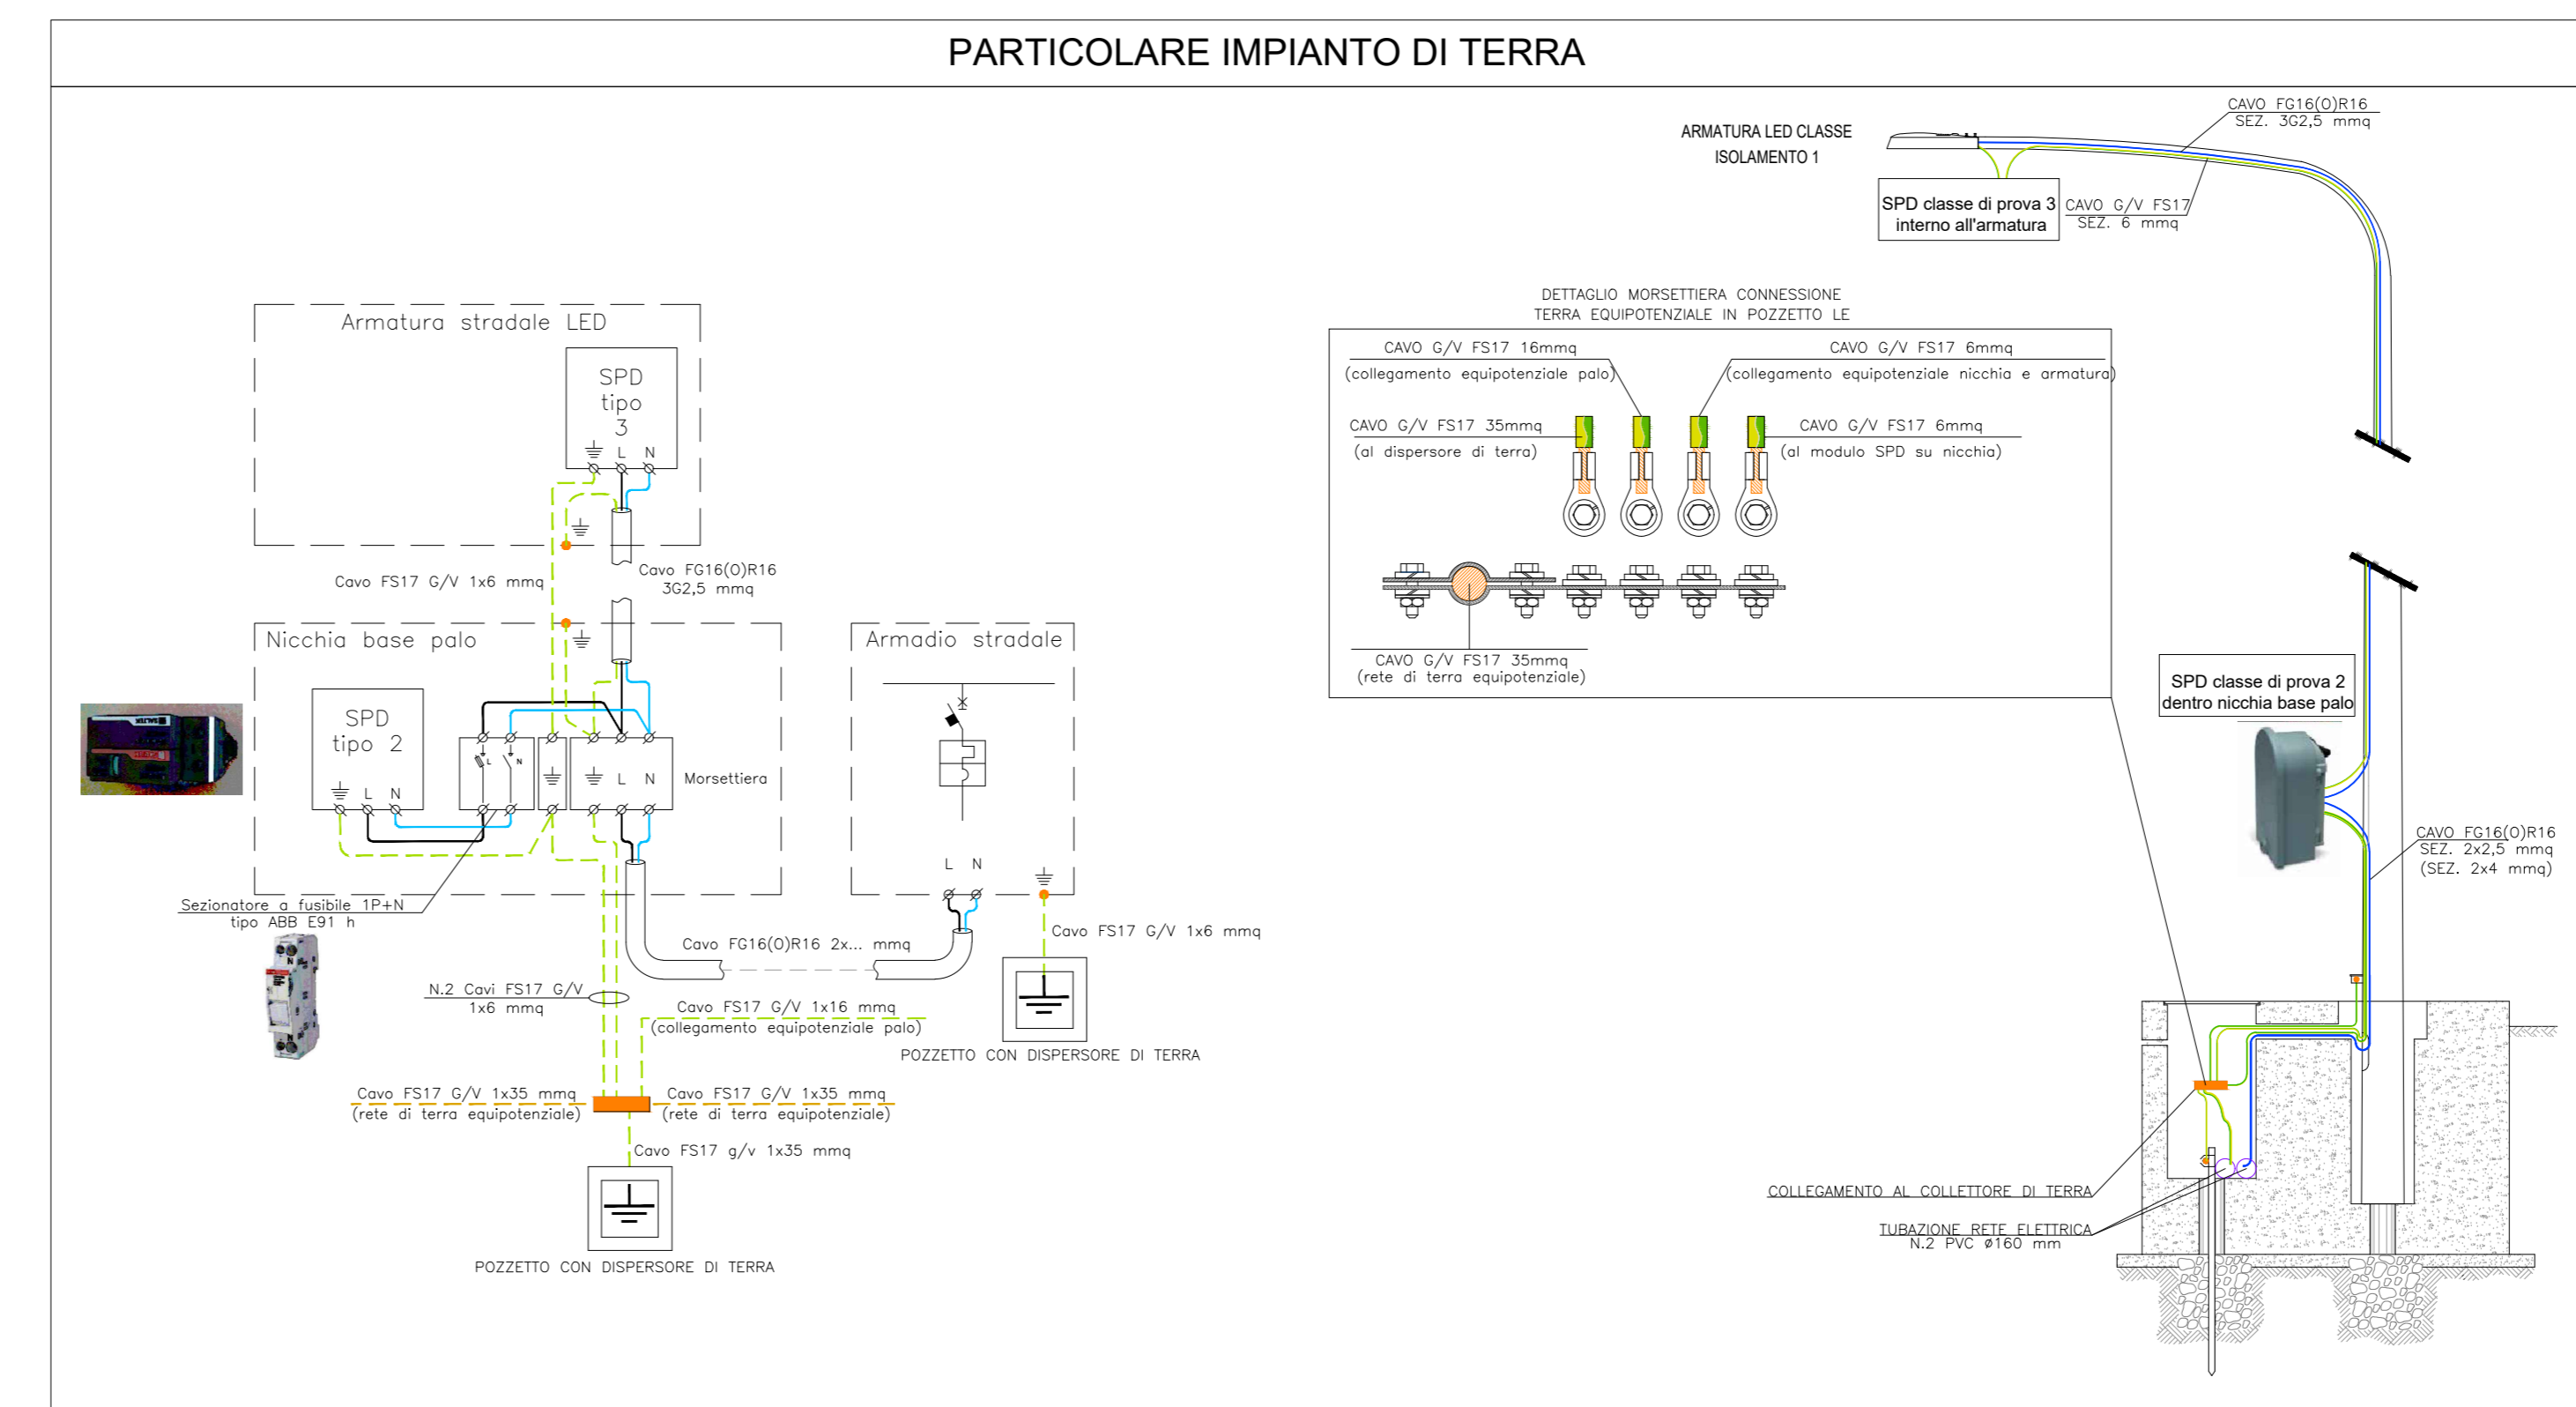 PARTICOLARE IMPIANTO DI TERRA
CAVO FG16(O)R16
SEZ. 3G2,5 mmq
ARMATURA LED CLASSE
ISOLAMENTO 1
SPD classe di prova 3
interno all'armatura
CAVO G/V FS17
SEZ. 6 mmq
DETTAGLIO MORSETTIERA CONNESSIONE
TERRA EQUIPOTENZIALE IN POZZETTO LE
CAVO G/V FS17 16mmq
(collegamento equipotenziale palo)
CAVO G/V FS17 6mmq
(collegamento equipotenziale nicchia e armatura)
CAVO G/V FS17 35mmq
(al dispersore di terra)
CAVO G/V FS17 6mmq
(al modulo SPD su nicchia)
CAVO G/V FS17 35mmq
(rete di terra equipotenziale)
Armatura stradale LED
SPD
tipo
3
L N
Cavo FS17 G/V 1x6 mmq
Cavo FG16(O)R16
3G2,5 mmq
Nicchia base palo
SPD
tipo 2
L N
L N
L N
Morsettiera
SALTEK
Armadio stradale
L N
Sezionatore a fusibile 1P+N
tipo ABB E91 h
N
N
Cavo FG16(O)R16 2x... mmq
Cavo FS17 G/V 1x6 mmq
N.2 Cavi FS17 G/V
1x6 mmq
Cavo FS17 G/V 1x16 mmq
(collegamento equipotenziale palo)
POZZETTO CON DISPERSORE DI TERRA
Cavo FS17 G/V 1x35 mmq
(rete di terra equipotenziale)
Cavo FS17 G/V 1x35 mmq
(rete di terra equipotenziale)
Cavo FS17 g/v 1x35 mmq
POZZETTO CON DISPERSORE DI TERRA
SPD classe di prova 2
dentro nicchia base palo
CAVO FG16(O)R16
SEZ. 2x2,5 mmq
(SEZ. 2x4 mmq)
COLLEGAMENTO AL COLLETTORE DI TERRA
TUBAZIONE RETE ELETTRICA
N.2 PVC ø160 mm